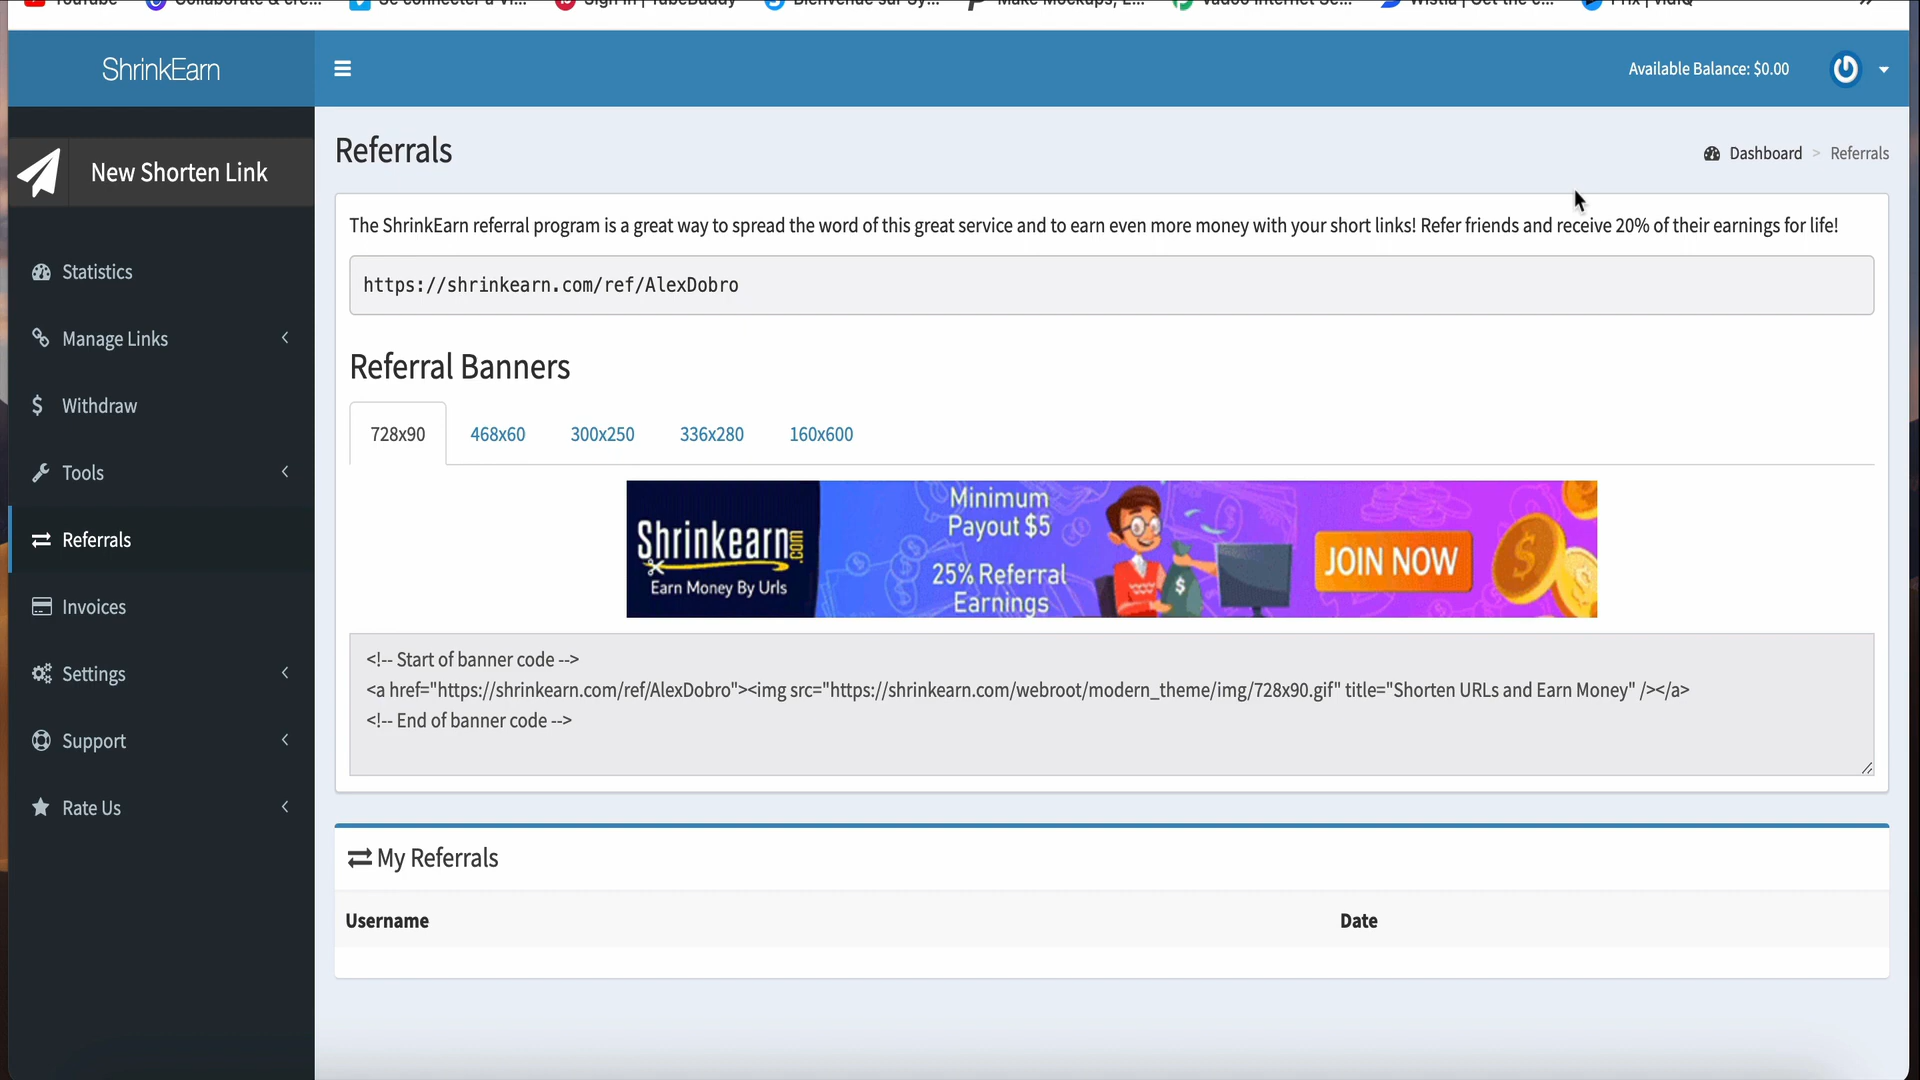 ShrinkEarn
Available Balance: $0.00
New Shorten Link
Statistics
Manage Links
Withdraw
Tools
Referrals
Invoices
Settings
Support
Rate Us
Referrals
Dashboard > Referrals
The ShrinkEarn referral program is a great way to spread the word of this great service and to earn even more money with your short links! Refer friends and receive 20% of their earnings for life!
https://shrinkearn.com/ref/AlexDobro
Referral Banners
728x90 468x60 300x250 336x280 160x600
Shrinkearn.com
Earn Money By Urls
Minimum
Payout $5
25% Referral
Earnings
JOIN NOW
<!-- Start of banner code -->
<a href="https://shrinkearn.com/ref/AlexDobro"><img src="https://shrinkearn.com/webroot/modern_theme/img/728x90.gif" title="Shorten URLs and Earn Money" /></a>
<!-- End of banner code -->
My Referrals
Username Date